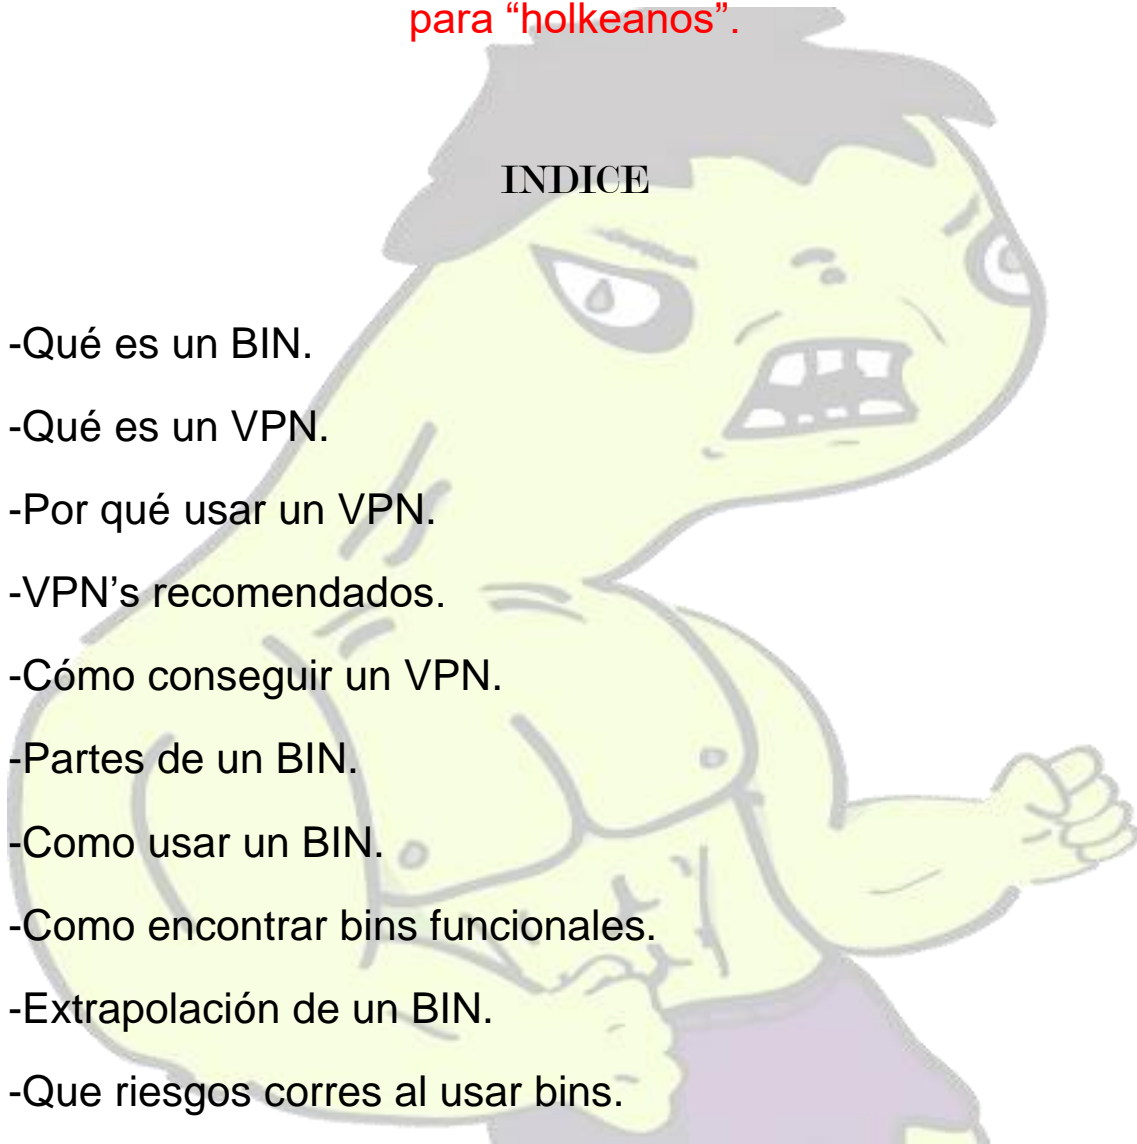 para “holkeanos”.
INDICE
-Qué es un BIN.
-Qué es un VPN.
-Por qué usar un VPN.
-VPN’s recomendados.
-Cómo conseguir un VPN.
-Partes de un BIN.
-Como usar un BIN.
-Como encontrar bins funcionales.
-Extrapolación de un BIN.
-Que riesgos corres al usar bins.